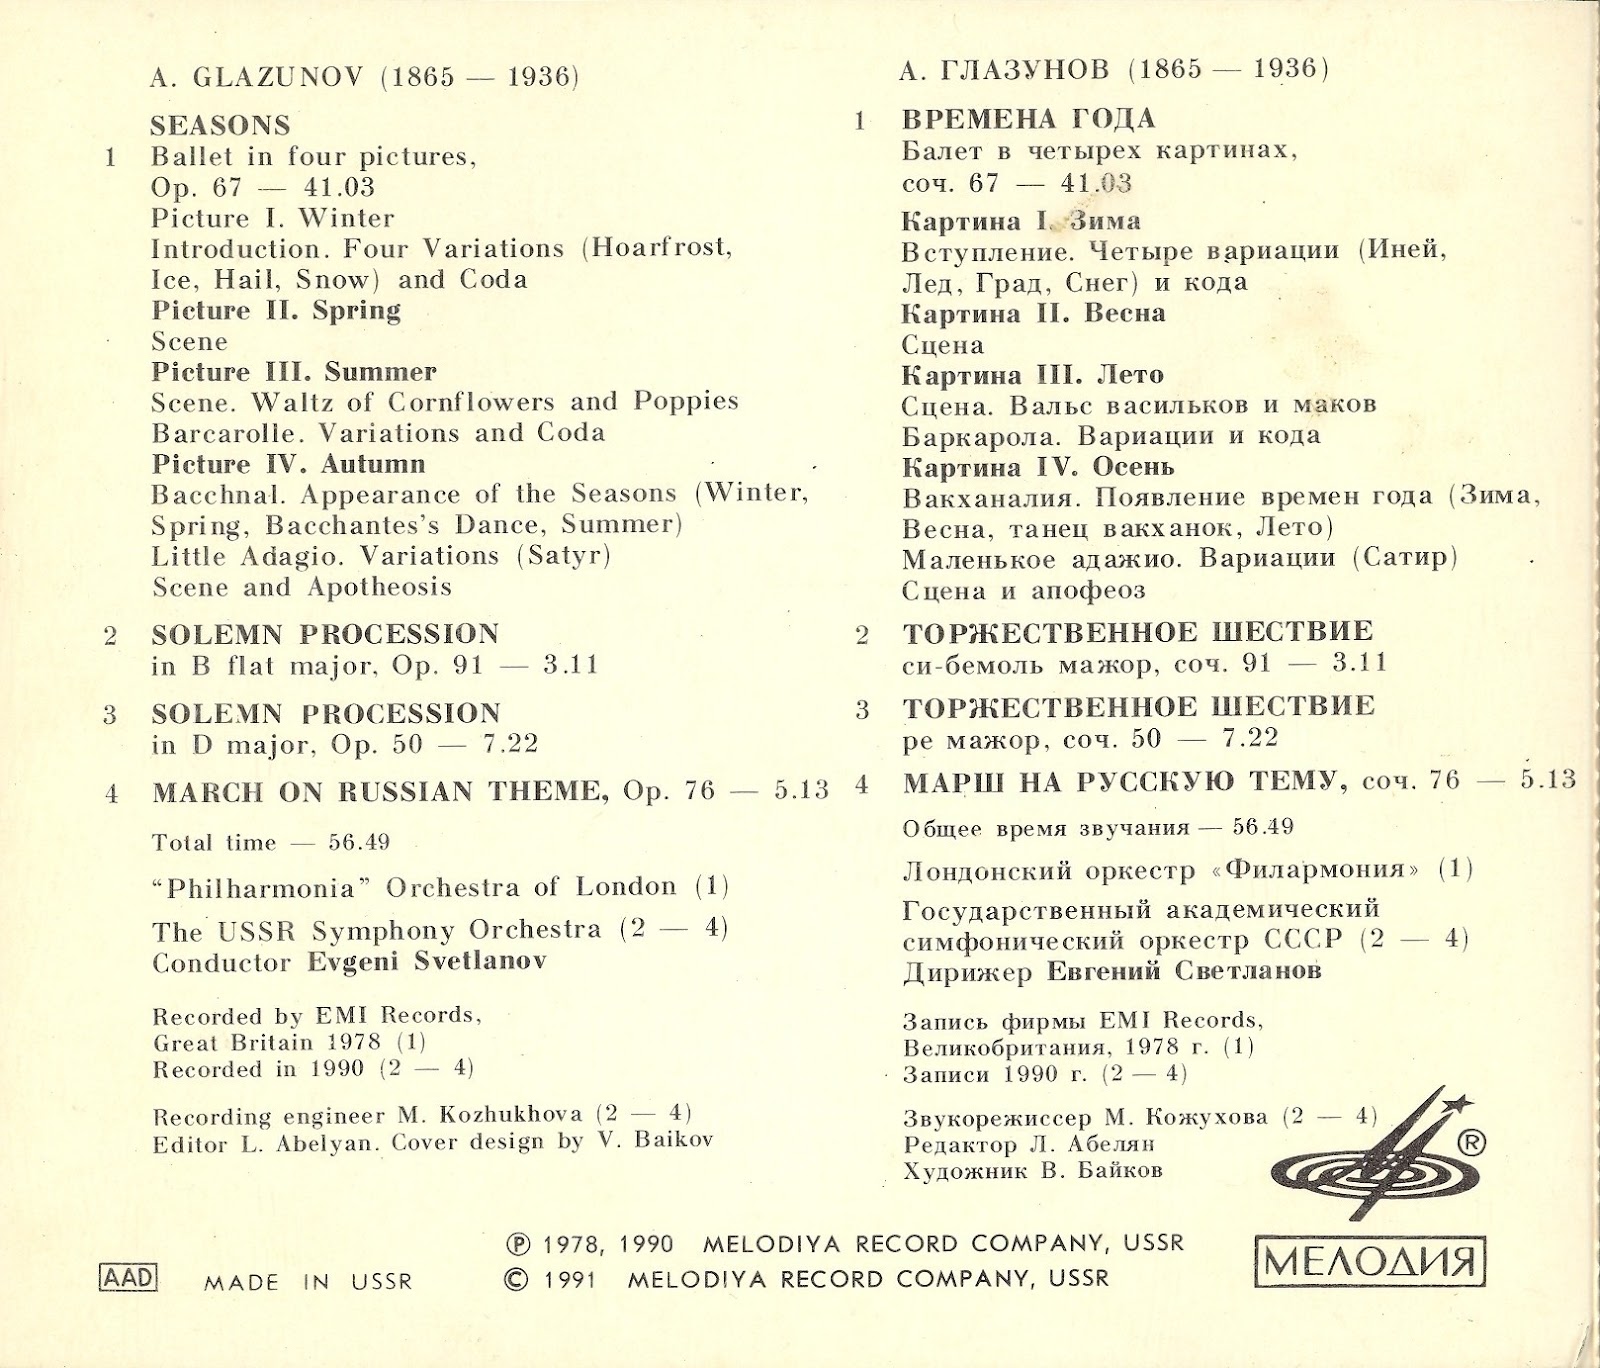 A. GLAZUNOV (1865 — 1936)
SEASONS
1 Ballet in four pictures,
Op. 67 — 41.03
Picture I. Winter
Introduction. Four Variations (Hoarfrost,
Ice, Hail, Snow) and Coda
Picture II. Spring
Scene
Picture III. Summer
Scene. Waltz of Cornflowers and Poppies
Barcarolle. Variations and Coda
Picture IV. Autumn
Bacchnal. Appearance of the Seasons (Winter,
Spring, Bacchantes's Dance, Summer)
Little Adagio. Variations (Satyr)
Scene and Apotheosis
2 SOLEMN PROCESSION
in B flat major, Op. 91 — 3.11
3 SOLEMN PROCESSION
in D major, Op. 50 — 7.22
4 MARCH ON RUSSIAN THEME, Op. 76 — 5.13
Total time — 56.49
“Philharmonia” Orchestra of London (1)
The USSR Symphony Orchestra (2 — 4)
Conductor Evgeni Svetlanov
Recorded by EMI Records,
Great Britain 1978 (1)
Recorded in 1990 (2 — 4)
Recording engineer M. Kozhukhova (2 — 4)
Editor L. Abelyan. Cover design by V. Baikov
А. ГЛАЗУНОВ (1865 — 1936)
1 ВРЕМЕНА ГОДА
Балет в четырех картинах,
соч. 67 — 41.03
Картина I. Зима
Вступление. Четыре вариации (Иней,
Лед, Град, Снег) и кода
Картина II. Весна
Сцена
Картина III. Лето
Сцена. Вальс васильков и маков
Баркарола. Вариации и кода
Картина IV. Осень
Вакханалия. Появление времен года (Зима,
Весна, танец вакханок, Лето)
Маленькое адажио. Вариации (Сатир)
Сцена и апофеоз
2 ТОРЖЕСТВЕННОЕ ШЕСТВИЕ
си-бемоль мажор, соч. 91 — 3.11
3 ТОРЖЕСТВЕННОЕ ШЕСТВИЕ
ре мажор, соч. 50 — 7.22
4 МАРШ НА РУССКУЮ ТЕМУ, соч. 76 — 5.13
Общее время звучания — 56.49
Лондонский оркестр «Филармония» (1)
Государственный академический
симфонический оркестр СССР (2 — 4)
Дирижер Евгений Светланов
Запись фирмы EMI Records,
Великобритания, 1978 г. (1)
Записи 1990 г. (2 — 4)
Звукорежиссер М. Кожухова (2 — 4)
Редактор Л. Абелян
Художник В. Байков
®
℗ 1978, 1990 MELODIYA RECORD COMPANY, USSR
© 1991 MELODIYA RECORD COMPANY, USSR
AAD MADE IN USSR
МЕЛОДИЯ